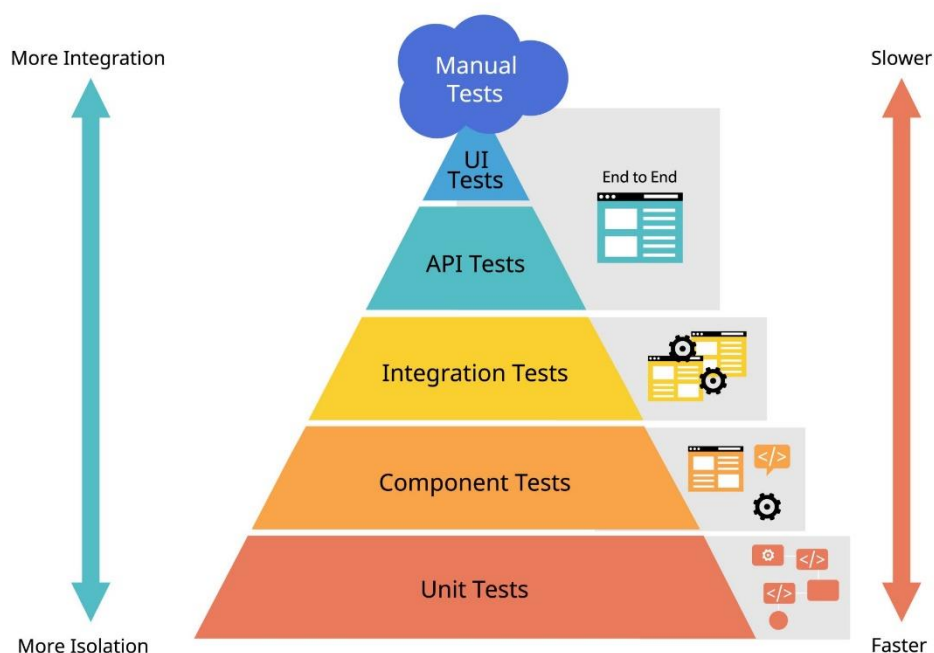 More Integration
Slower
Manual
Tests
UI
Tests
End to End
API Tests
Integration Tests
</>
Component Tests
</>
</>
Unit Tests
More Isolation
Faster